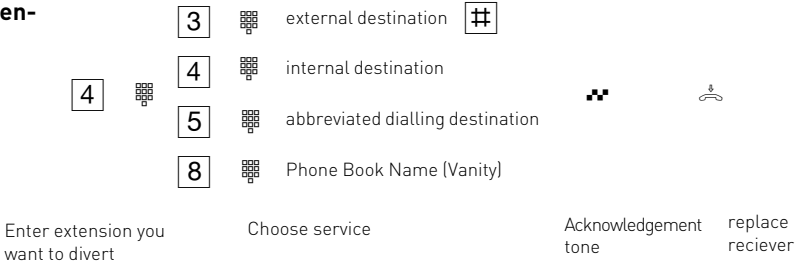 en-
3 external destination #
4 internal destination
4
5 abbreviated dialling destination
8 Phone Book Name (Vanity)
Enter extension you
want to divert
Choose service
Acknowledgement
tone
replace
reciever